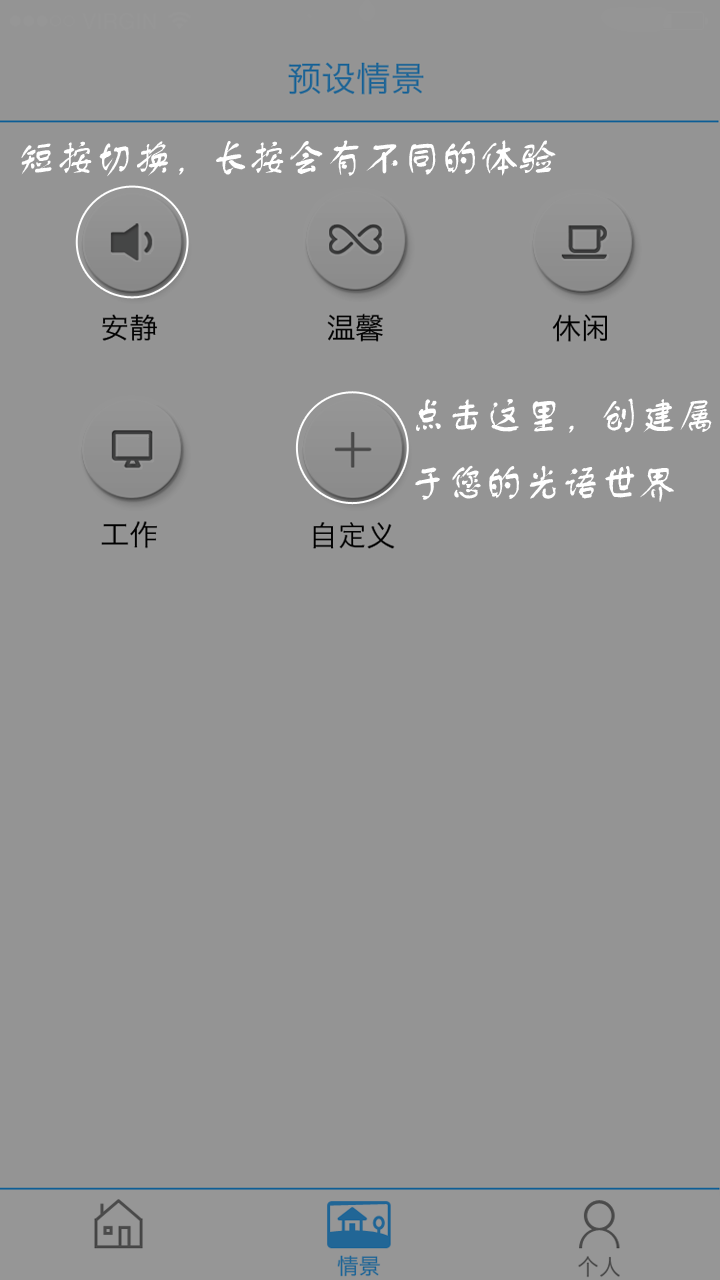 预设情景
短按切换，长按会有不同的体验
安静
温馨
休闲
点击这里，创建属
于您的光语世界
工作
自定义
情景
个人